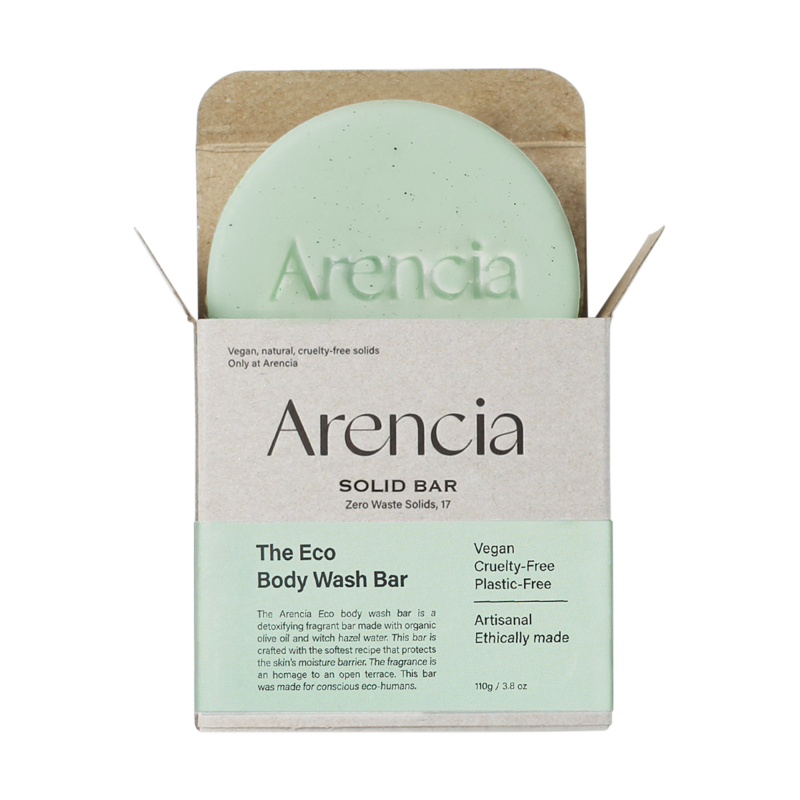 Arencia
Vegan, natural, cruelty-free solids
Only at Arencia
Arencia
SOLID BAR
Zero Waste Solids, 17
The Eco
Body Wash Bar
The Arencia Eco body wash bar is a
detoxifying fragrant bar made with organic
olive oil and witch hazel water. This bar is
crafted with the softest recipe that protects
the skin's moisture barrier. The fragrance is
an homage to an open terrace. This bar
was made for conscious eco-humans.
Vegan
Cruelty-Free
Plastic-Free
Artisanal
Ethically made
110g / 3.8 oz